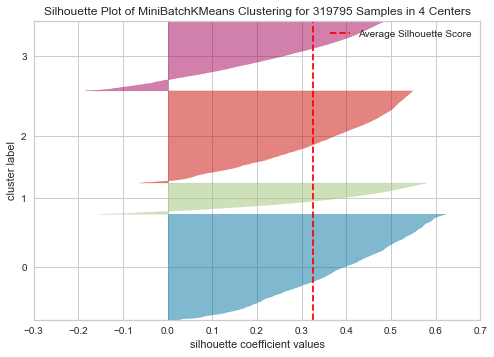 Silhouette Plot of MiniBatchKMeans Clustering for 319795 Samples in 4 Centers
Average Silhouette Score
3
2
1
0
cluster label
−0.3 −0.2 −0.1 0.0 0.1 0.2 0.3 0.4 0.5 0.6 0.7
silhouette coefficient values